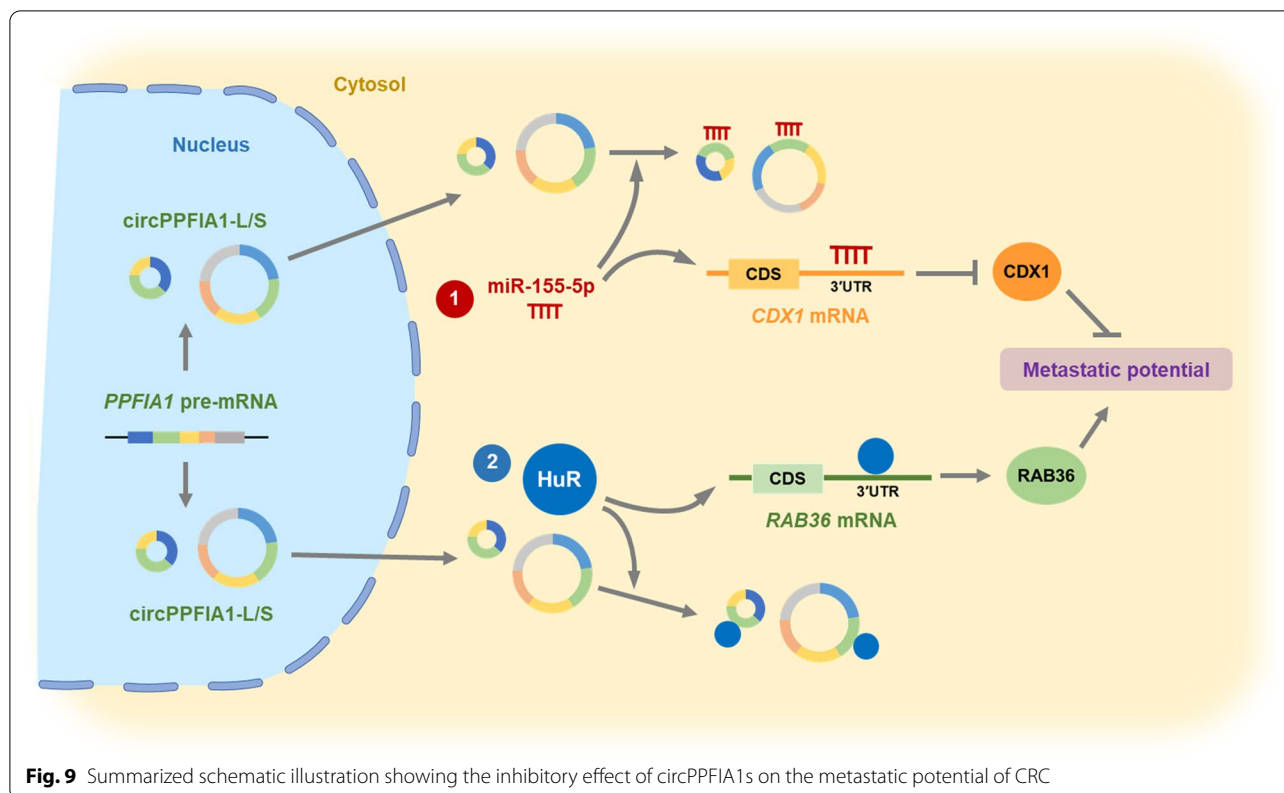 Cytosol
Nucleus
circPPFIA1-L/S
PPFIA1 pre-mRNA
circPPFIA1-L/S
1
miR-155-5p
CDS
3′UTR
CDX1 mRNA
CDX1
Metastatic potential
2
HuR
CDS
3′UTR
RAB36 mRNA
RAB36
Fig. 9 Summarized schematic illustration showing the inhibitory effect of circPPFIA1s on the metastatic potential of CRC